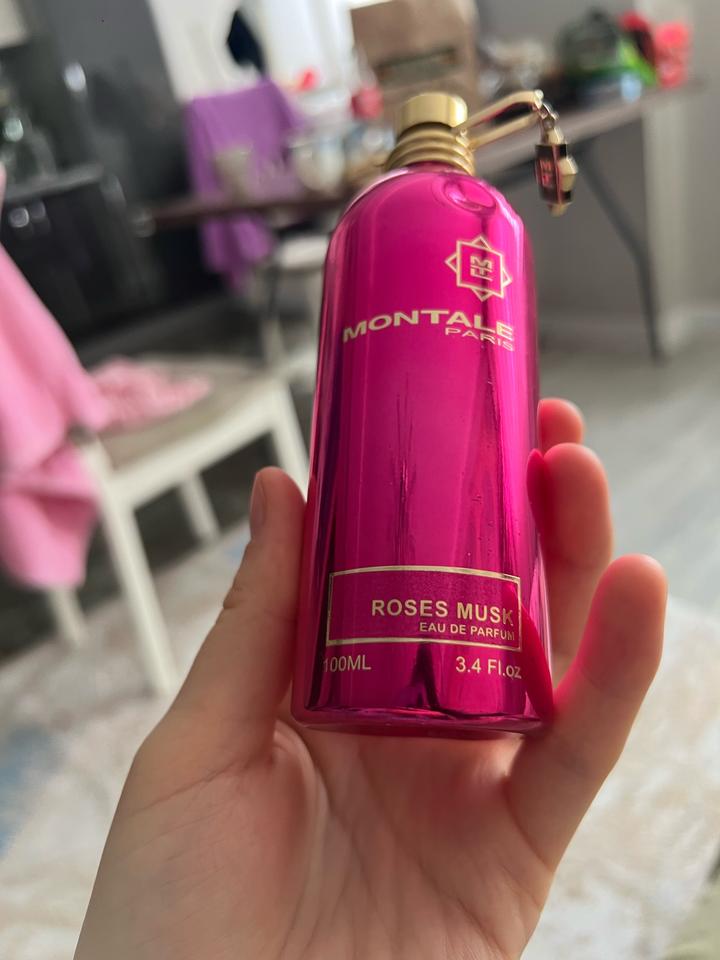 MONTALE
PARIS
ROSES MUSK
EAU DE PARFUM
100ML 3.4 Fl.oz